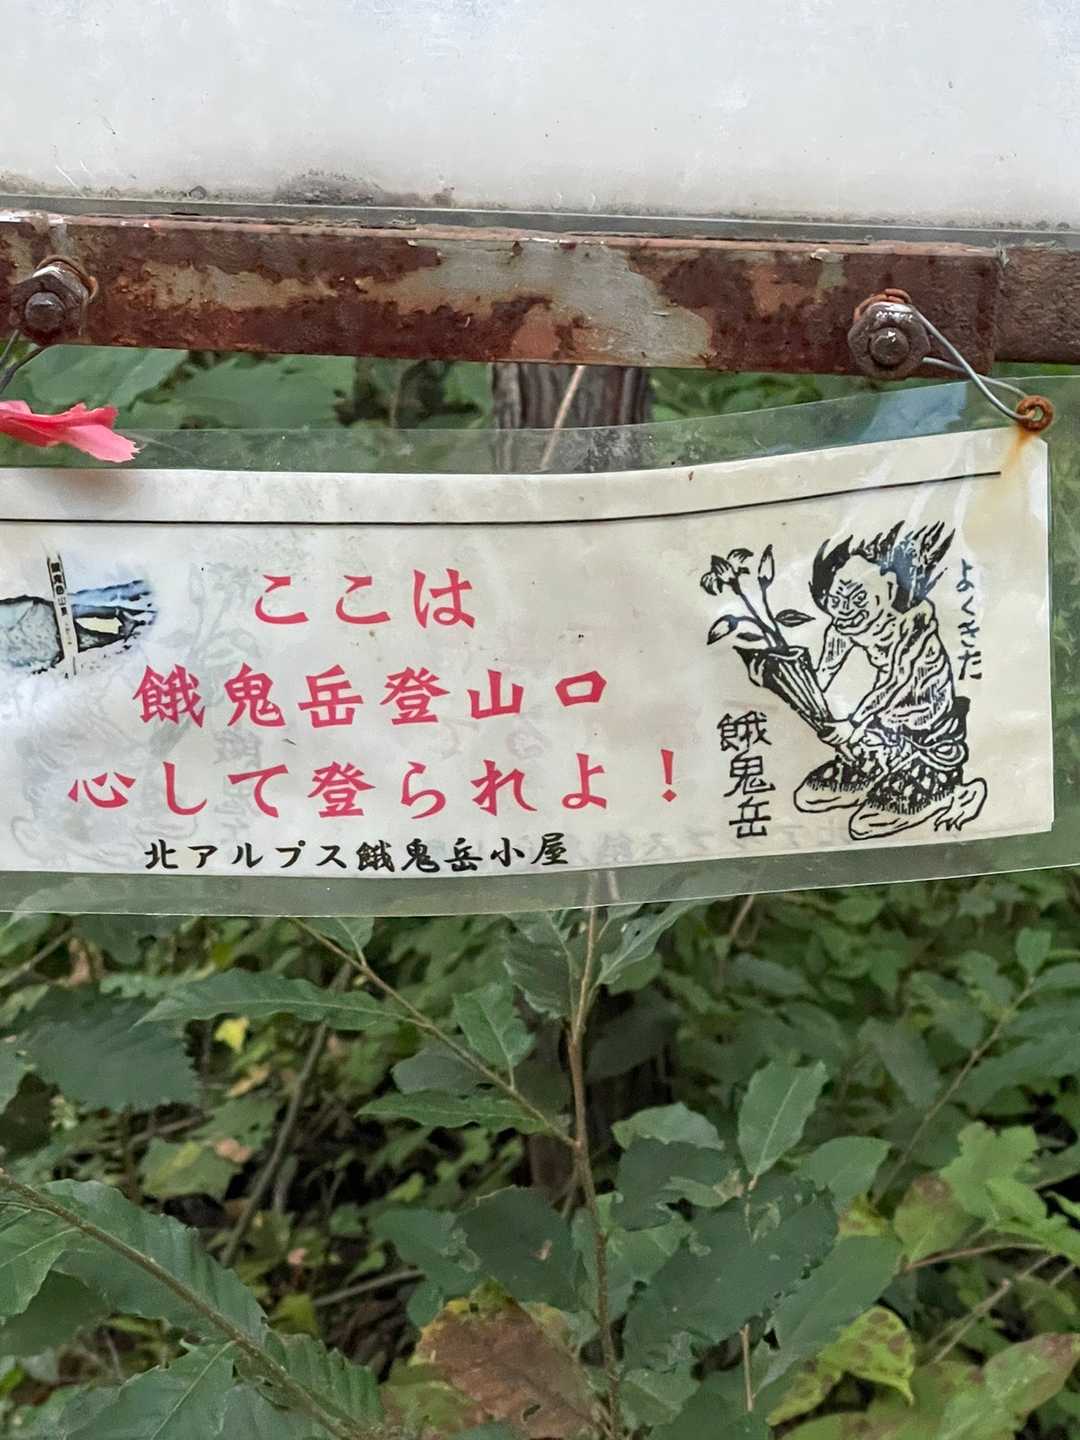 ここは
餓鬼岳登山口
心して登られよ！
北アルプス餓鬼岳小屋
よくきた
餓鬼岳